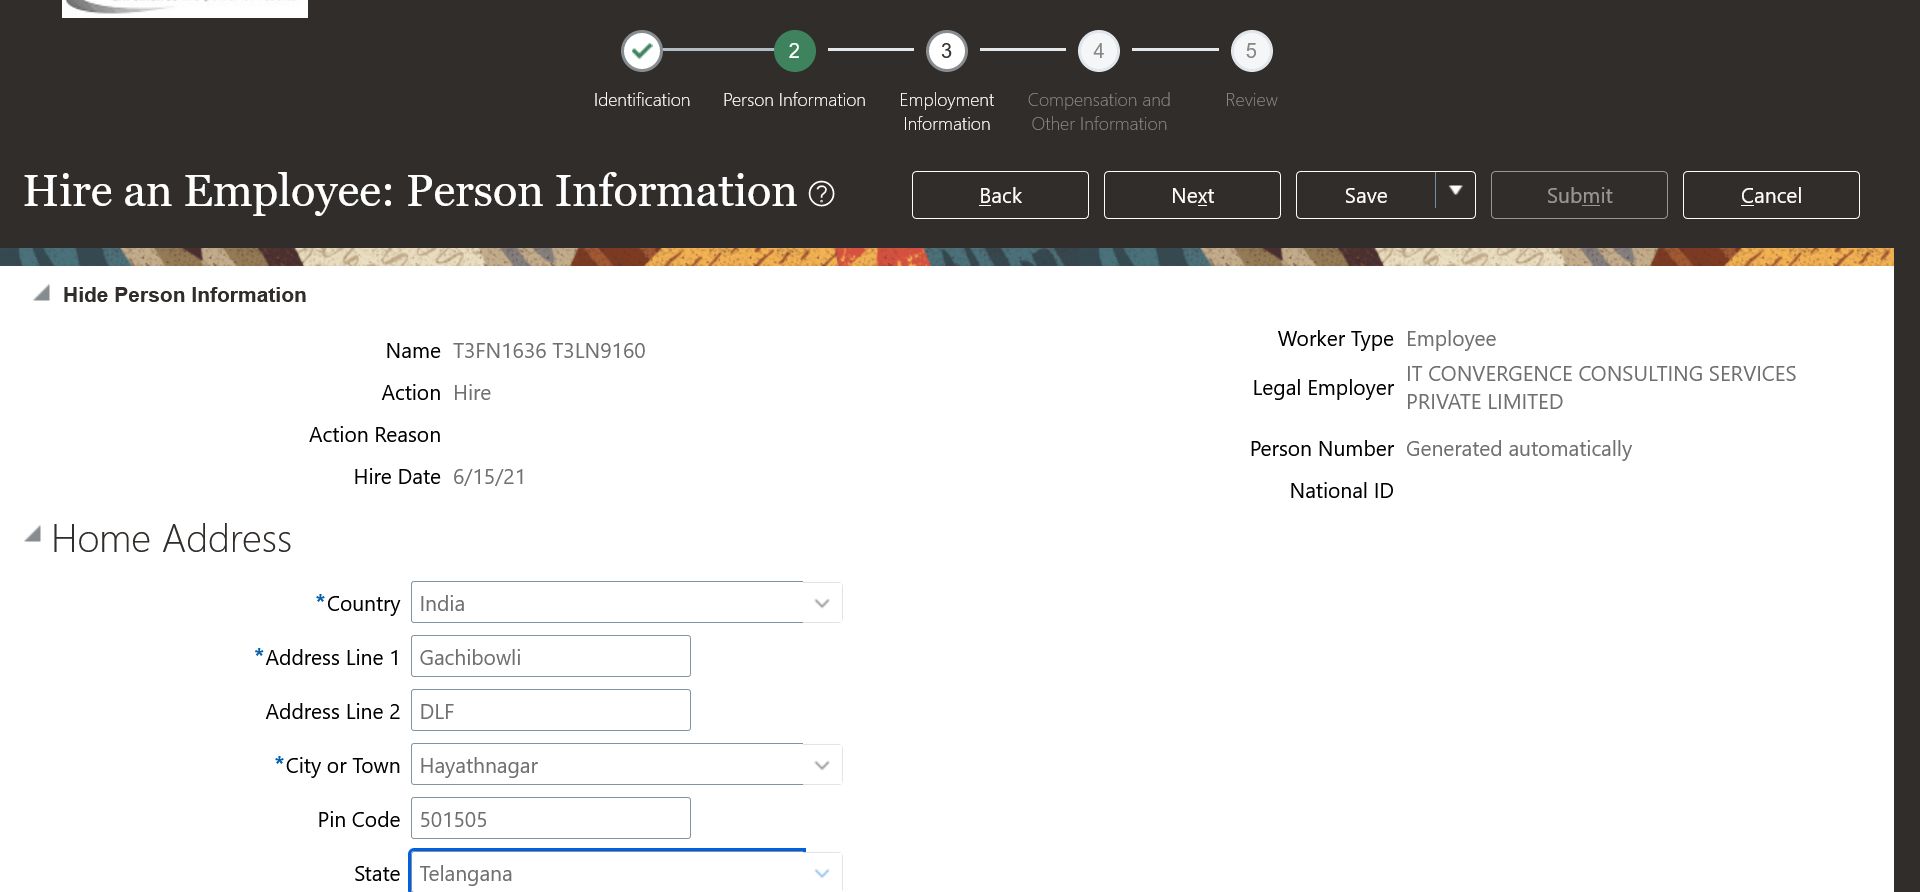 2
3
4
5
Identification
Person Information
Employment
Information
Compensation and
Other Information
Review
Hire an Employee: Person Information ?
Back
Next
Save
Submit
Cancel
Hide Person Information
Name T3FN1636 T3LN9160
Action Hire
Action Reason
Hire Date 6/15/21
Worker Type Employee
Legal Employer IT CONVERGENCE CONSULTING SERVICES
PRIVATE LIMITED
Person Number Generated automatically
National ID
Home Address
*Country India
*Address Line 1 Gachibowli
Address Line 2 DLF
*City or Town Hayathnagar
Pin Code 501505
State Telangana